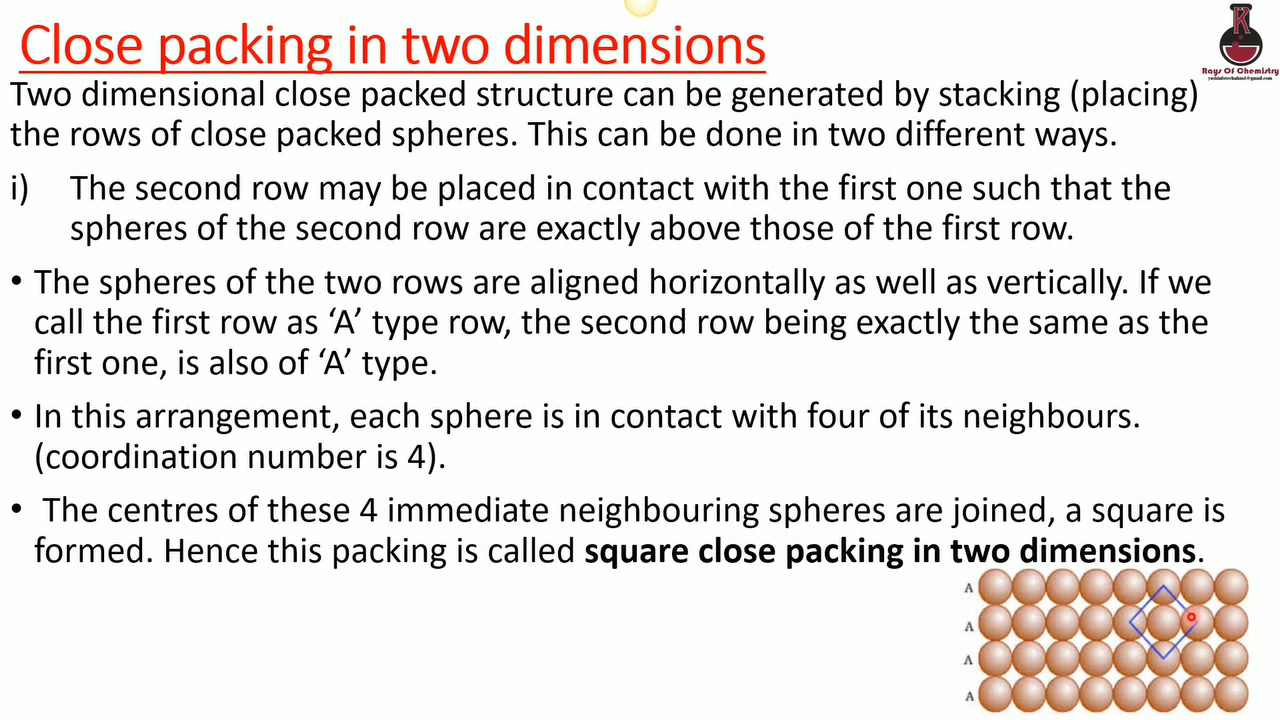 Close packing in two dimensions
K
Rays Of Chemistry
Two dimensional close packed structure can be generated by stacking (placing)
the rows of close packed spheres. This can be done in two different ways.
i) The second row may be placed in contact with the first one such that the
spheres of the second row are exactly above those of the first row.
• The spheres of the two rows are aligned horizontally as well as vertically. If we
call the first row as ‘A’ type row, the second row being exactly the same as the
first one, is also of ‘A’ type.
• In this arrangement, each sphere is in contact with four of its neighbours.
(coordination number is 4).
• The centres of these 4 immediate neighbouring spheres are joined, a square is
formed. Hence this packing is called square close packing in two dimensions.
A
A
A
A